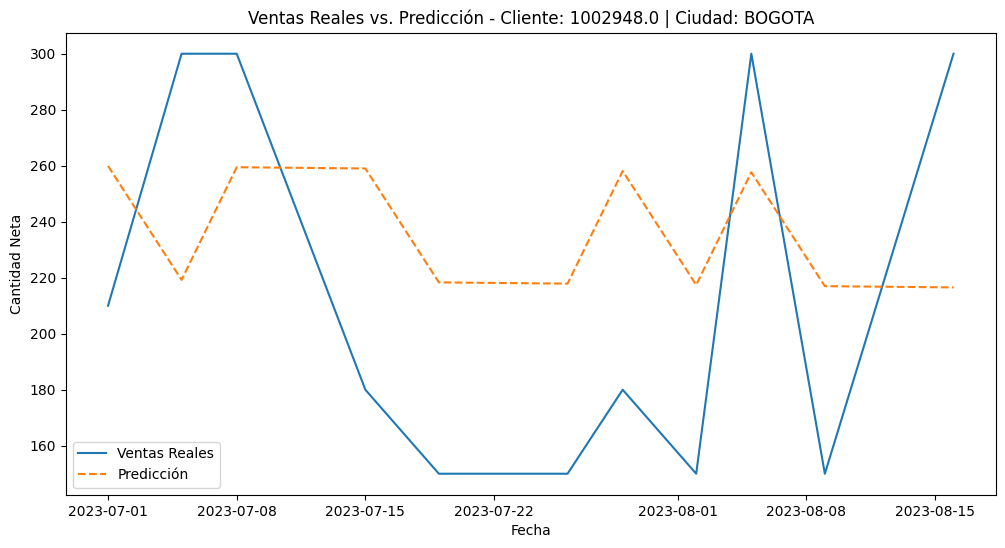 Ventas Reales vs. Predicción - Cliente: 1002948.0 | Ciudad: BOGOTA
300
280
260
240
220
200
180
160
Cantidad Neta
Ventas Reales
Predicción
2023-07-01 2023-07-08 2023-07-15 2023-07-22 2023-08-01 2023-08-08 2023-08-15
Fecha